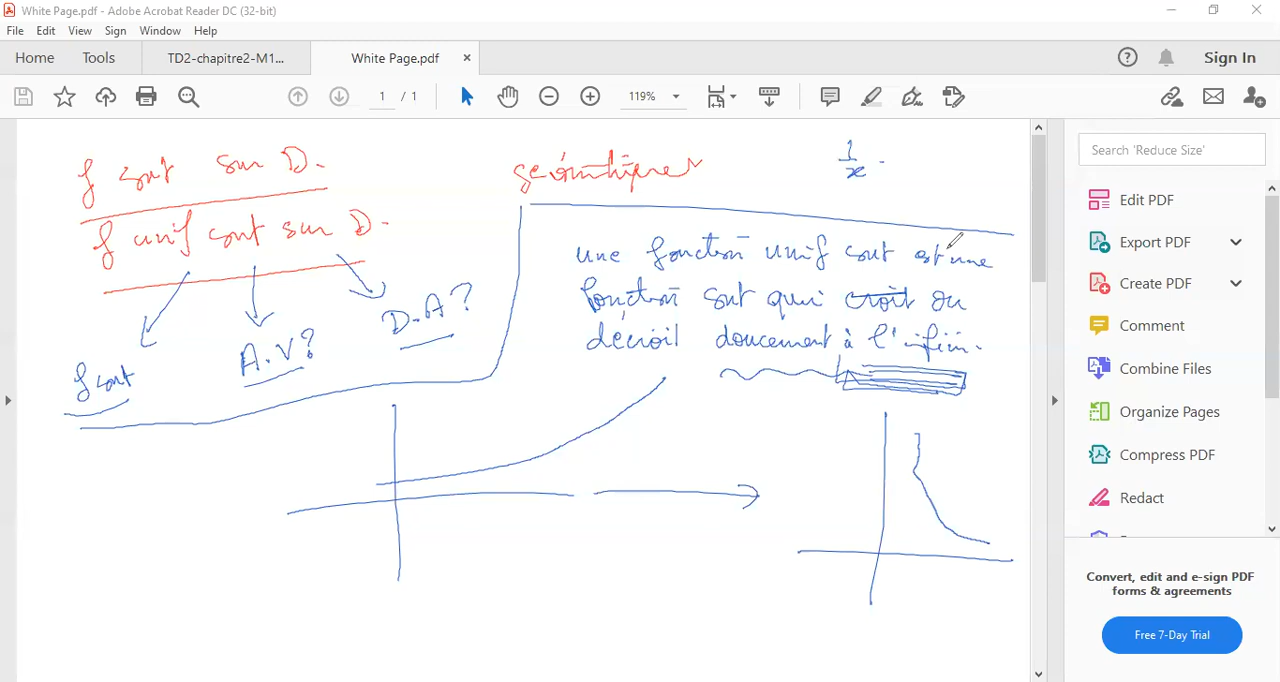 White Page.pdf - Adobe Acrobat Reader DC (32-bit)
File Edit View Sign Window Help
Home Tools TD2-chapitre2-M1... White Page.pdf × Sign In
1 / 1 119%
f cont sur D.
f unif cont sur D.
f cont
A.V?
D.A?
géométrique
1/x
une fonction unif cont est une
fonction cont qui croit ou
décroit doucement à l'infini.
Search 'Reduce Size'
Edit PDF
Export PDF
Create PDF
Comment
Combine Files
Organize Pages
Compress PDF
Redact
Convert, edit and e-sign PDF
forms & agreements
Free 7-Day Trial